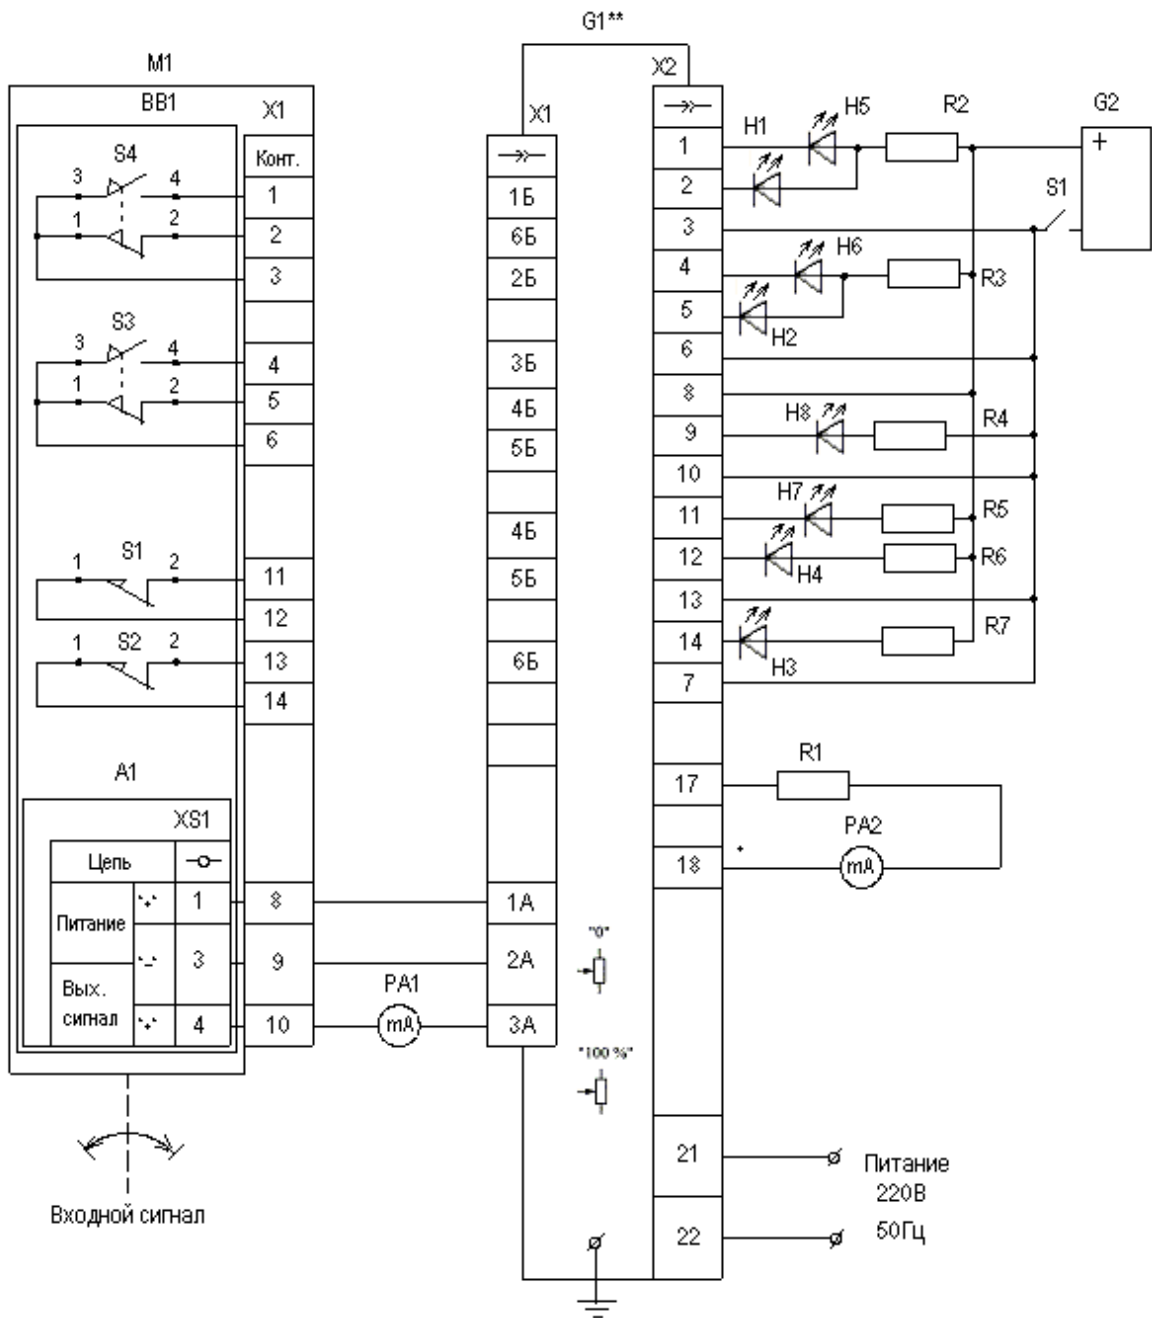 G1**
M1
X2
BB1
X1
X1
H5
R2
G2
H1
+
S4
Конт.
1
3
4
1
1Б
2
S1
1
2
2
6Б
3
H6
3
2Б
4
R3
S3
5
H2
3
4
4
3Б
6
1
2
5
4Б
8
6
5Б
9
H8
R4
10
H7
4Б
11
R5
S1
1
2
11
5Б
12
H4
R6
12
13
S2
1
2
13
6Б
14
H3
R7
14
7
A1
R1
17
XS1
PA2
Цепь
18
mA
Питание
"+"
1
8
1А
"0"
"-"
3
9
2А
Вых.
сигнал
PA1
"+"
4
10
mA
3А
"100 %"
21
Питание
220В
Входной сигнал
22
50Гц